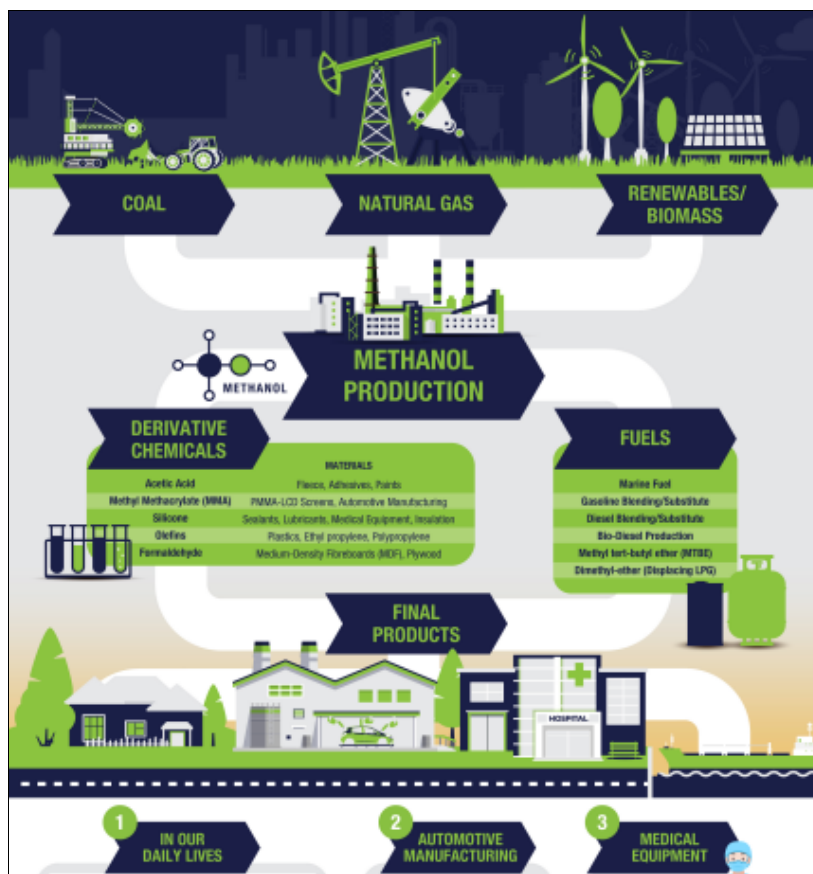 COAL
NATURAL GAS
RENEWABLES/
BIOMASS
METHANOL
METHANOL
PRODUCTION
DERIVATIVE
CHEMICALS
MATERIALS
Acetic Acid Fleece, Adhesives, Paints
Methyl Methacrylate (MMA) PMMA-LCD Screens, Automotive Manufacturing
Silicone Sealants, Lubricants, Medical Equipment, Insulation
Olefins Plastics, Ethyl propylene, Polypropylene
Formaldehyde Medium-Density Fibreboards (MDF), Plywood
FUELS
Marine Fuel
Gasoline Blending/Substitute
Diesel Blending/Substitute
Bio-Diesel Production
Methyl tert-butyl ether (MTBE)
Dimethyl-ether (Displacing LPG)
FINAL
PRODUCTS
HOSPITAL
1
IN OUR
DAILY LIVES
2
AUTOMOTIVE
MANUFACTURING
3
MEDICAL
EQUIPMENT